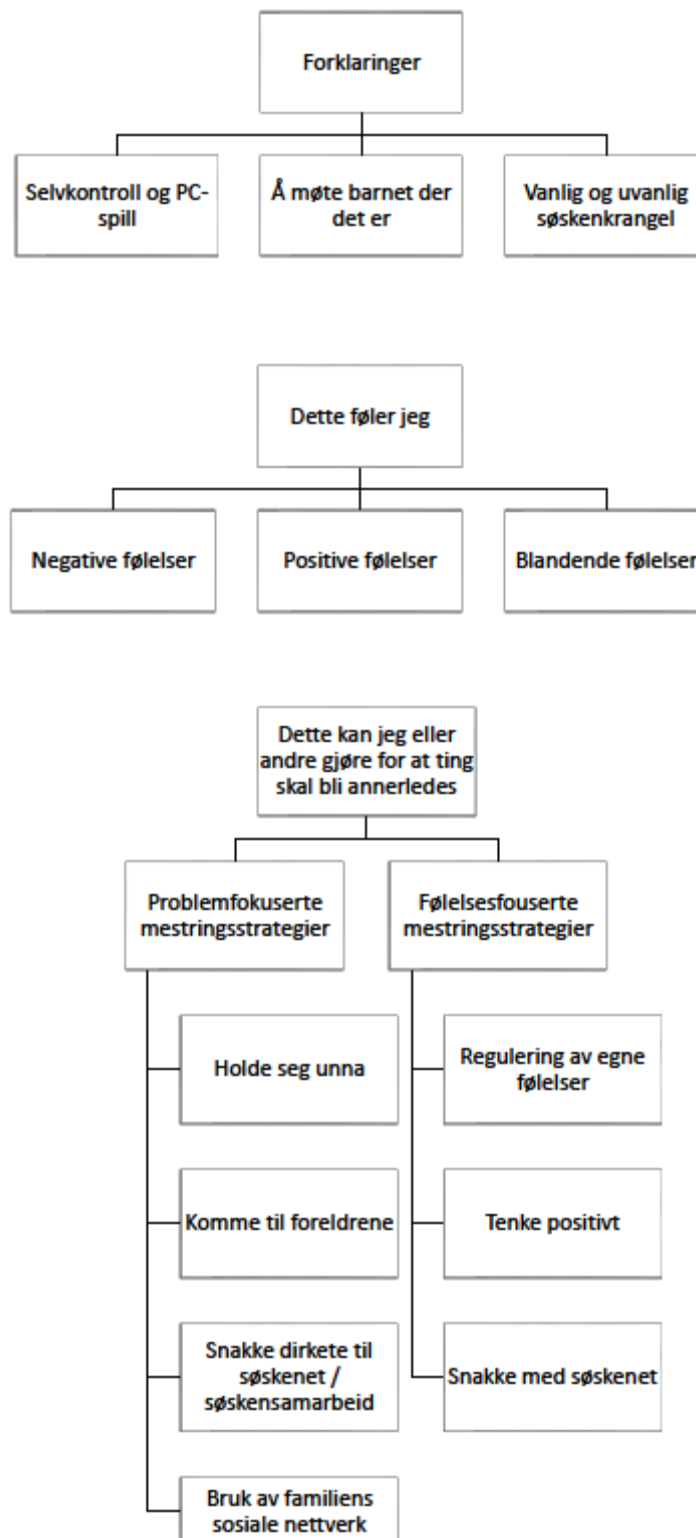 Forklaringer
Selvkontroll og PC-
spill
Å møte barnet der
det er
Vanlig og uvanlig
søskenkrangel
Dette føler jeg
Negative følelser
Positive følelser
Blandende følelser
Dette kan jeg eller
andre gjøre for at ting
skal bli annerledes
Problemfokuserte
mestringsstrategier
Følelsesfouserte
mestringsstrategier
Holde seg unna
Regulering av egne
følelser
Komme til foreldrene
Tenke positivt
Snakke dirkete til
søskenet /
søskensamarbeid
Snakke med søskenet
Bruk av familiens
sosiale nettverk